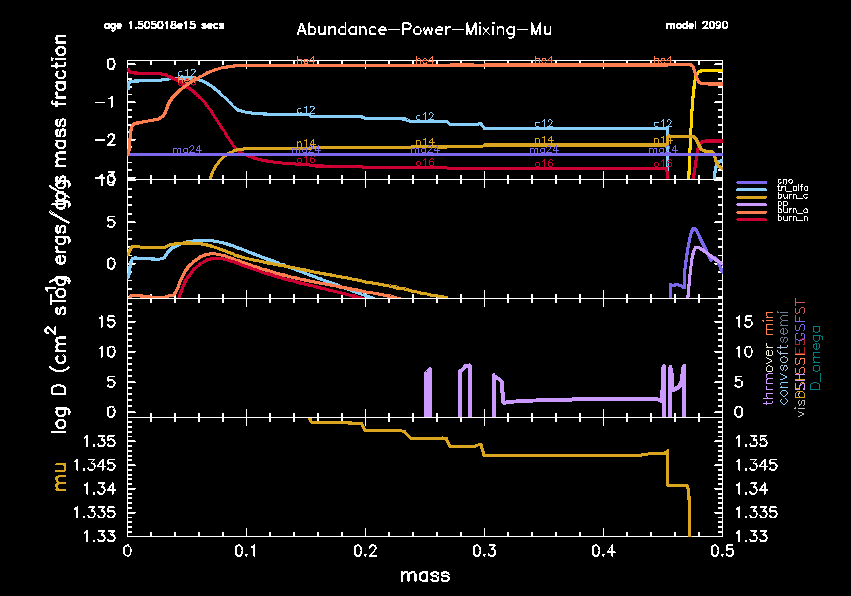 age 1.505018e15 secs
Abundance-Power-Mixing-Mu
model 2090
log mass fraction
0
-1
-2
-3
he4
he4
he4
he4
c12
c12
c12
c12
c12
n14
n14
n14
n14
mg24
mg24
mg24
mg24
mg24
o16
o16
o16
o16
log ergs/g/s
10
5
0
cno
tri_alfa
burn_c
pp
burn_o
burn_n
log D (cm² s⁻¹)
15
10
5
0
15
10
5
0
thrm
over
min
conv
soft
semi
D_omega
mu
1.35
1.345
1.34
1.335
1.33
1.35
1.345
1.34
1.335
1.33
0
0.1
0.2
0.3
0.4
0.5
mass